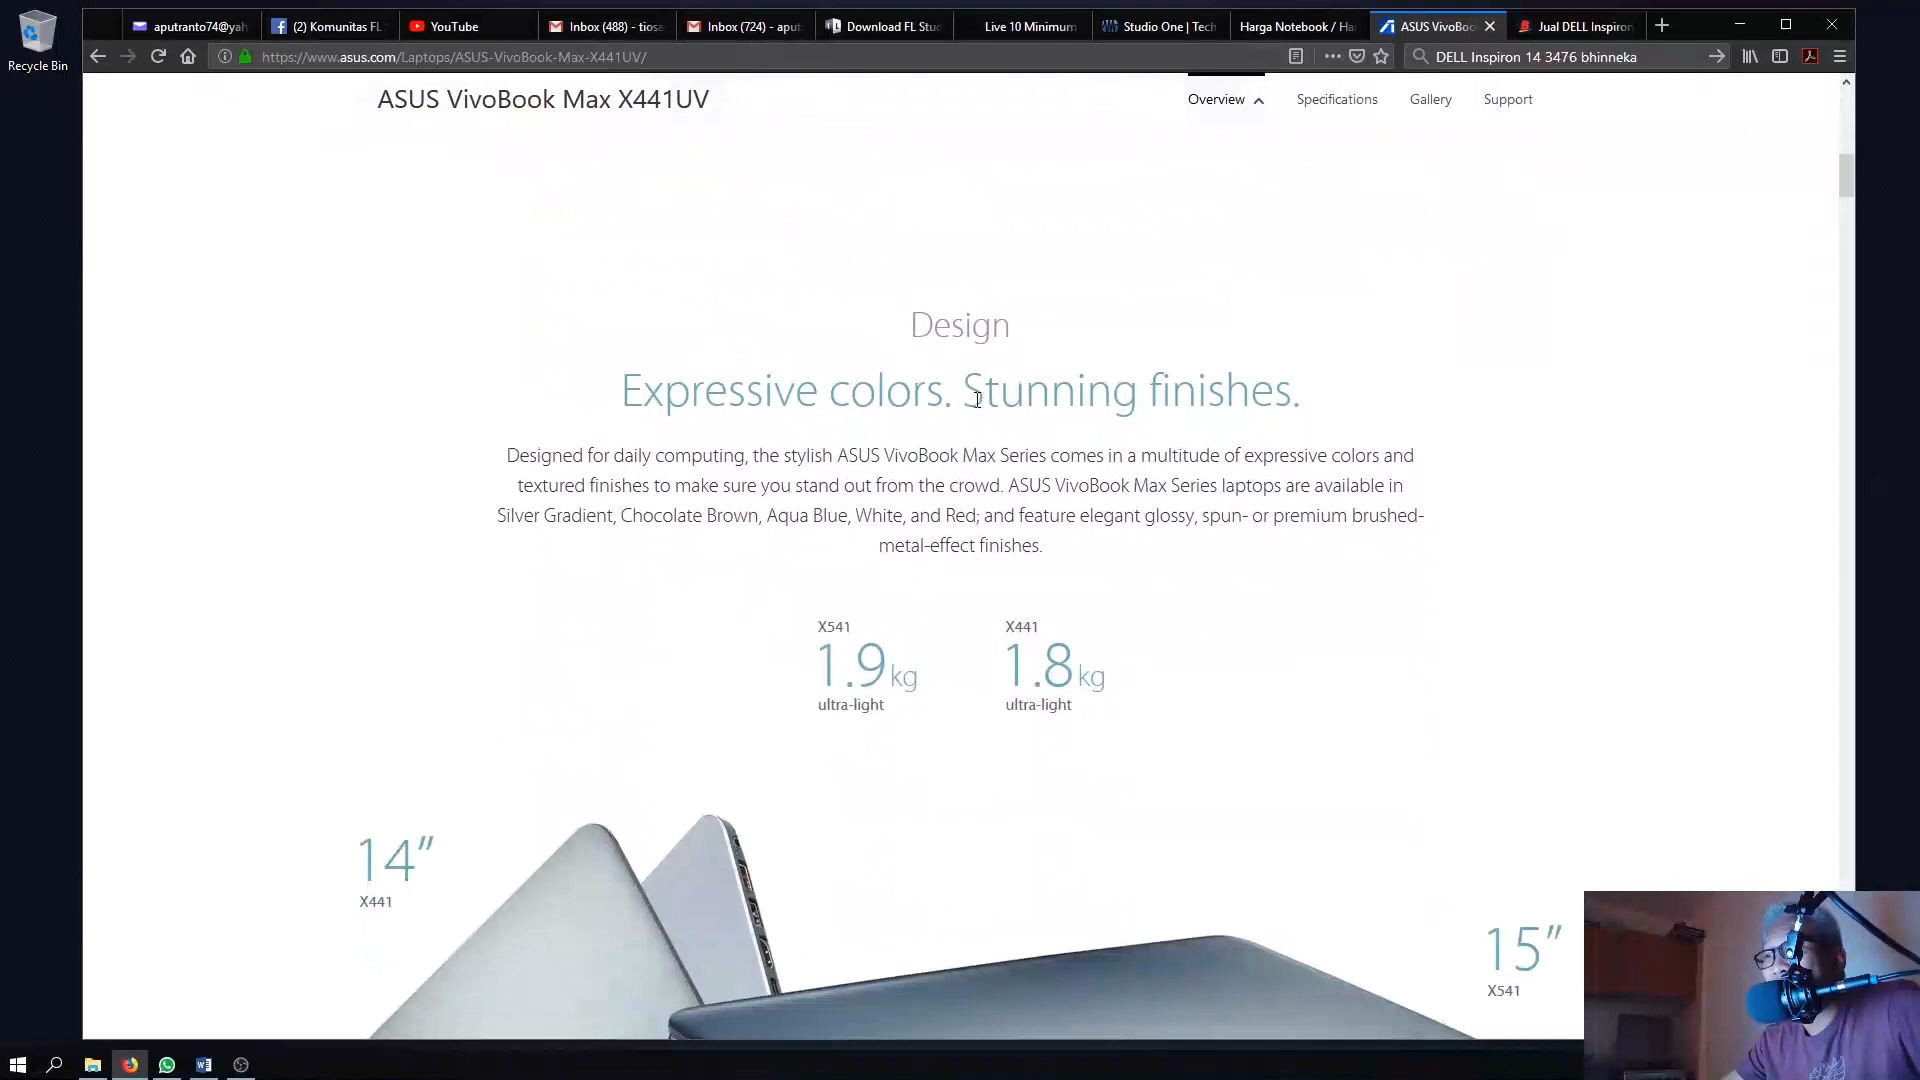 Recycle Bin
aputranto74@yah
(2) Komunitas FL S
YouTube
Inbox (488) - tiosa
Inbox (724) - aput
Download FL Stud
Live 10 Minimum
Studio One | Tech
Harga Notebook / Ha
ASUS VivoBoo
Jual DELL Inspiron
https://www.asus.com/Laptops/ASUS-VivoBook-Max-X441UV/
DELL Inspiron 14 3476 bhinneka
ASUS VivoBook Max X441UV
Overview
Specifications
Gallery
Support
Design
Expressive colors. Stunning finishes.
Designed for daily computing, the stylish ASUS VivoBook Max Series comes in a multitude of expressive colors and
textured finishes to make sure you stand out from the crowd. ASUS VivoBook Max Series laptops are available in
Silver Gradient, Chocolate Brown, Aqua Blue, White, and Red; and feature elegant glossy, spun- or premium brushed-
metal-effect finishes.
X541
1.9 kg
ultra-light
X441
1.8 kg
ultra-light
14”
X441
15”
X541